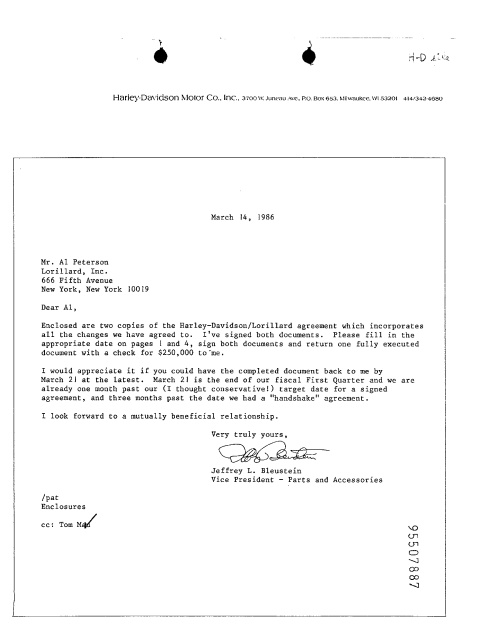 H-D file
Harley-Davidson Motor Co., Inc., 3700 W. Juneau Ave., P.O. Box 653, Milwaukee, WI 53201 414/342-4680
March 14, 1986
Mr. Al Peterson
Lorillard, Inc.
666 Fifth Avenue
New York, New York 10019
Dear Al,
Enclosed are two copies of the Harley-Davidson/Lorillard agreement which incorporates
all the changes we have agreed to. I've signed both documents. Please fill in the
appropriate date on pages 1 and 4, sign both documents and return one fully executed
document with a check for $250,000 to me.
I would appreciate it if you could have the completed document back to me by
March 21 at the latest. March 21 is the end of our fiscal First Quarter and we are
already one month past our (I thought conservative!) target date for a signed
agreement, and three months past the date we had a "handshake" agreement.
I look forward to a mutually beneficial relationship.
Very truly yours,
Jeffrey L. Bleustein
Vice President - Parts and Accessories
/pat
Enclosures
cc: Tom
95507887